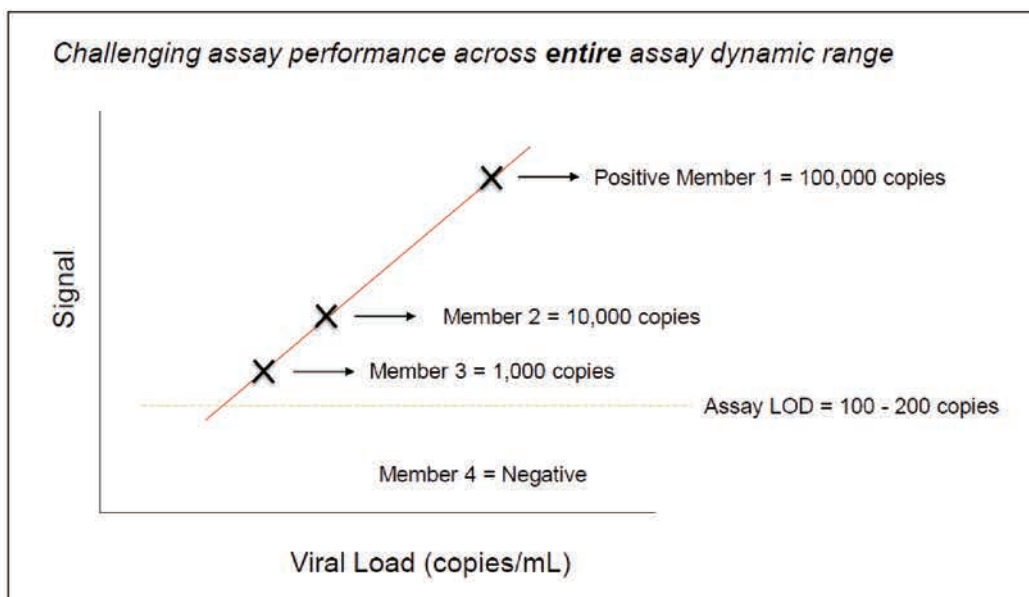 Challenging assay performance across entire assay dynamic range
Positive Member 1 = 100,000 copies
Signal
Member 2 = 10,000 copies
Member 3 = 1,000 copies
Assay LOD = 100 - 200 copies
Member 4 = Negative
Viral Load (copies/mL)